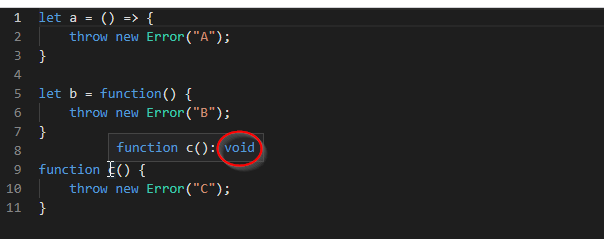 1 let a = () => {
2     throw new Error("A");
3 }
4
5 let b = function() {
6     throw new Error("B");
7 }
function c(): void
8
9 function c() {
10     throw new Error("C");
11 }